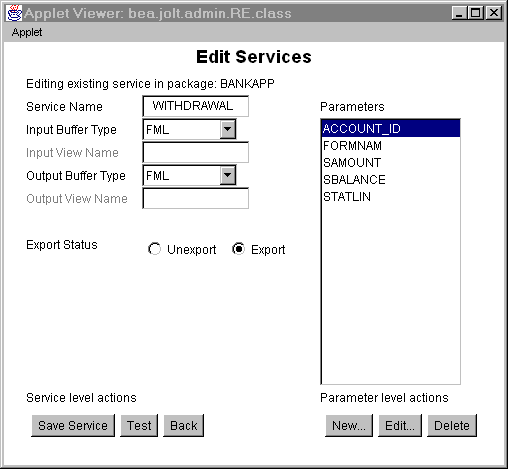 Applet Viewer: bea.jolt.admin.RE.class
Applet
Edit Services
Editing existing service in package: BANKAPP
Service Name WITHDRAWAL
Input Buffer Type FML
Input View Name
Output Buffer Type FML
Output View Name
Export Status Unexport Export
Parameters
ACCOUNT_ID
FORMNAM
SAMOUNT
SBALANCE
STATLIN
Service level actions
Save Service Test Back
Parameter level actions
New... Edit... Delete